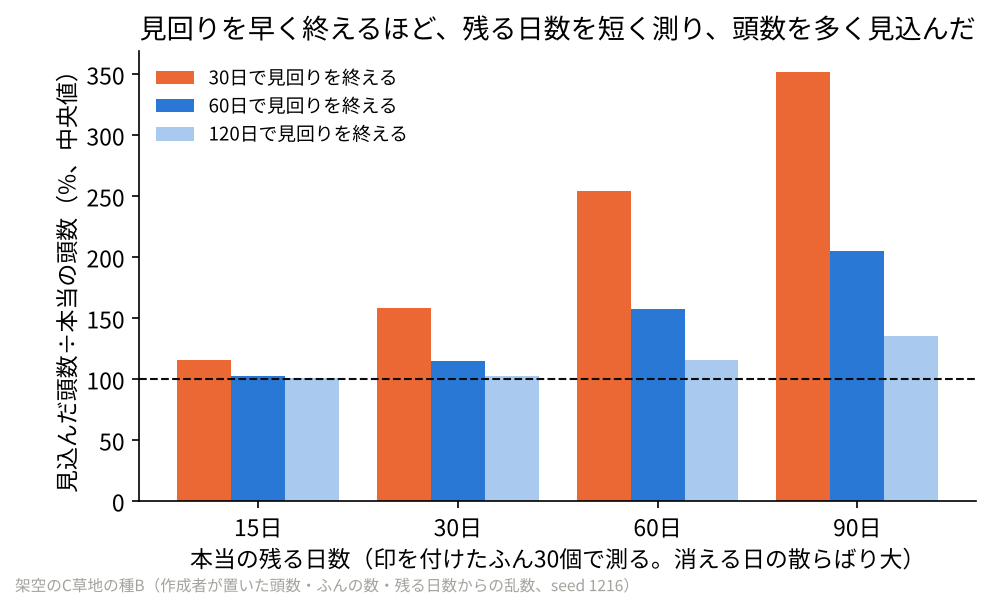 見回りを早く終えるほど、残る日数を短く測り、頭数を多く見込んだ
見込んだ頭数÷本当の頭数（%、中央値）
350
300
250
200
150
100
50
0
30日で見回りを終える
60日で見回りを終える
120日で見回りを終える
15日
30日
60日
90日
本当の残る日数（印を付けたふん30個で測る。消える日の散らばり大）
架空のC草地の種B（作成者が置いた頭数・ふんの数・残る日数からの乱数、seed 1216）